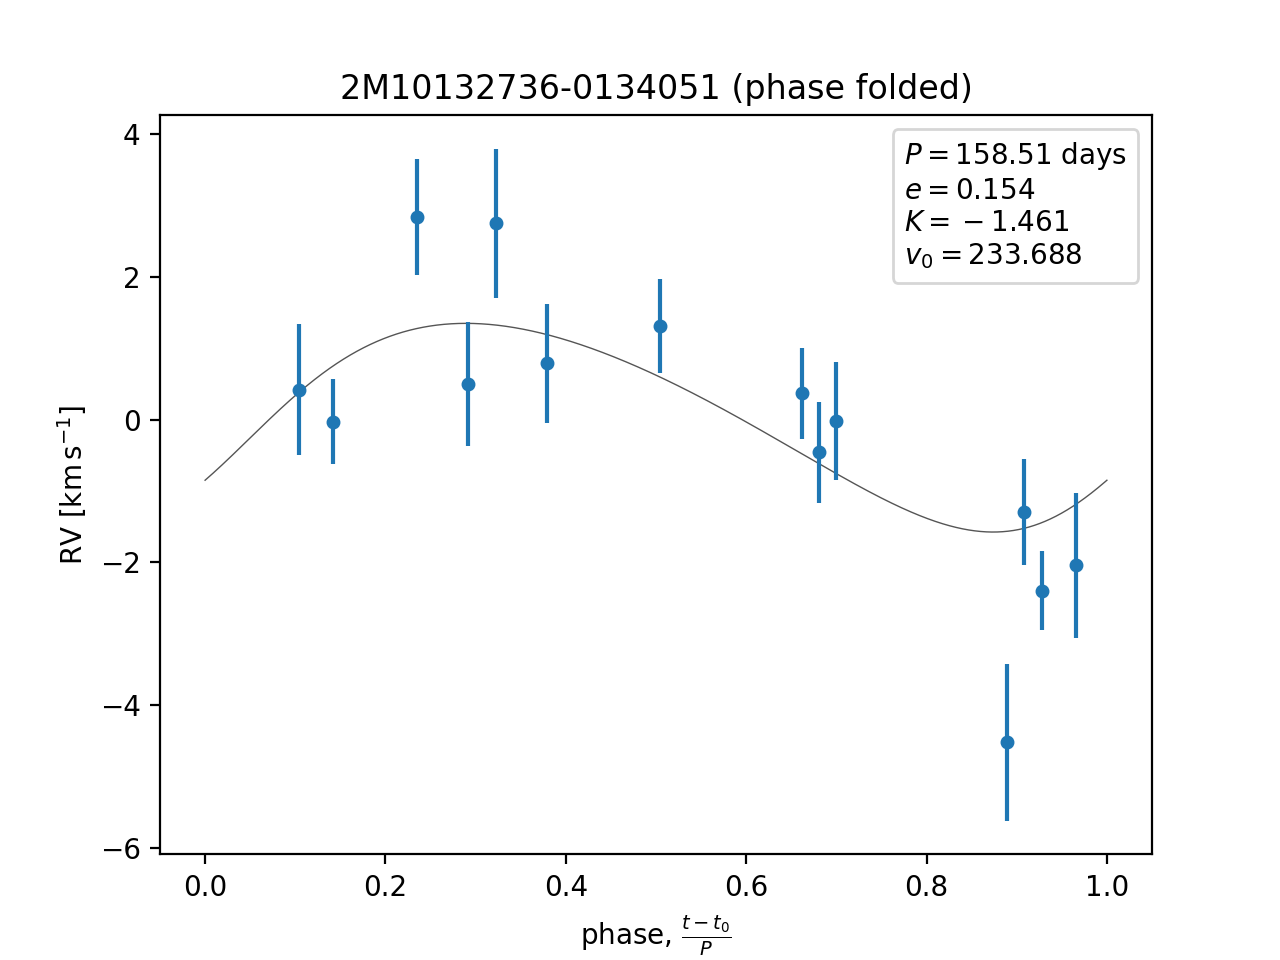 2M10132736-0134051 (phase folded)
P = 158.51 days
e = 0.154
K = −1.461
v₀ = 233.688
RV [km s⁻¹]
4
2
0
−2
−4
−6
0.0 0.2 0.4 0.6 0.8 1.0
phase, (t − t₀)/P